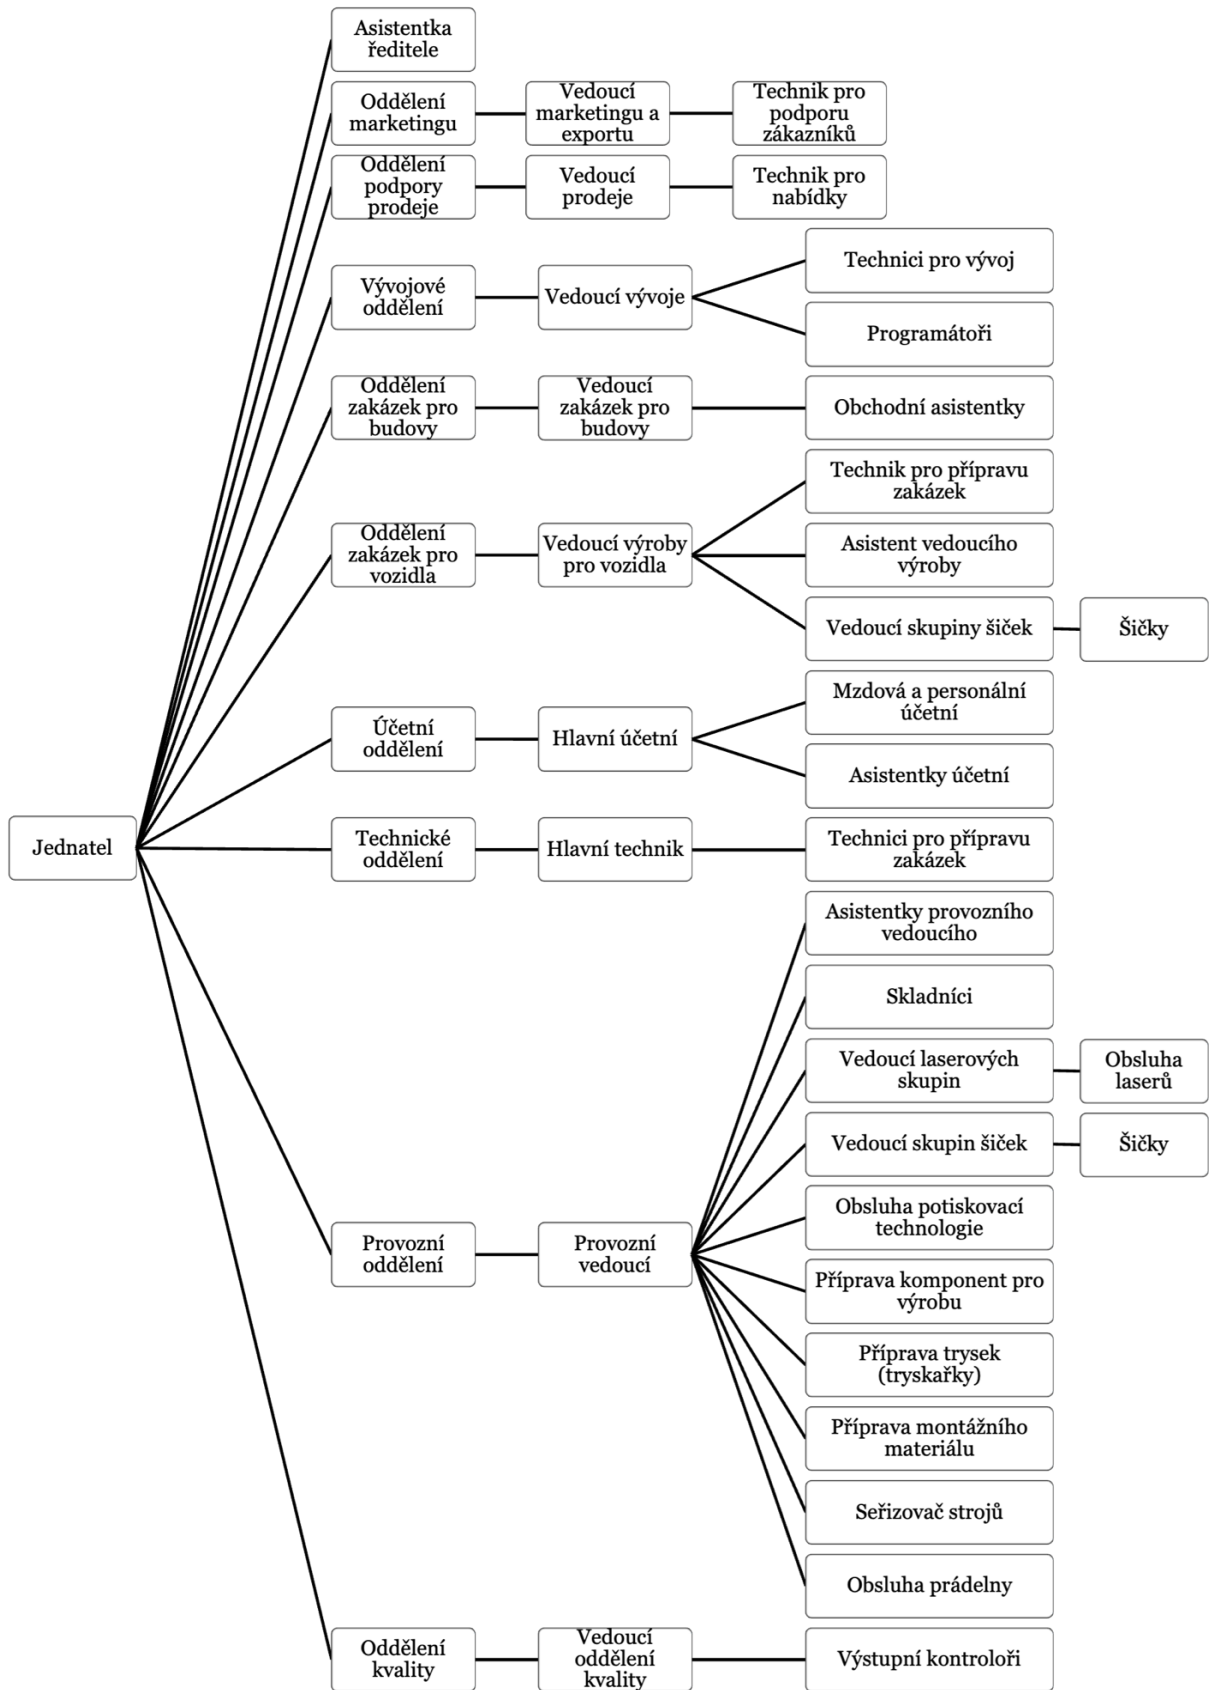 Asistentka
ředitele
Oddělení
marketingu
Vedoucí
marketingu a
exportu
Technik pro
podporu
zákazníků
Oddělení
podpory
prodeje
Vedoucí
prodeje
Technik pro
nabídky
Vývojové
oddělení
Vedoucí vývoje
Technici pro vývoj
Programátoři
Oddělení
zakázek pro
budovy
Vedoucí
zakázek pro
budovy
Obchodní asistentky
Oddělení
zakázek pro
vozidla
Vedoucí výroby
pro vozidla
Technik pro přípravu
zakázek
Asistent vedoucího
výroby
Vedoucí skupiny šiček
Šičky
Účetní
oddělení
Hlavní účetní
Mzdová a personální
účetní
Asistentky účetní
Jednatel
Technické
oddělení
Hlavní technik
Technici pro přípravu
zakázek
Provozní
oddělení
Provozní
vedoucí
Asistentky provozního
vedoucího
Skladníci
Vedoucí laserových
skupin
Obsluha
laserů
Vedoucí skupin šiček
Šičky
Obsluha potiskovací
technologie
Příprava komponent pro
výrobu
Příprava trysek
(tryskařky)
Příprava montážního
materiálu
Seřizovač strojů
Obsluha prádelny
Oddělení
kvality
Vedoucí
oddělení
kvality
Výstupní kontroloři